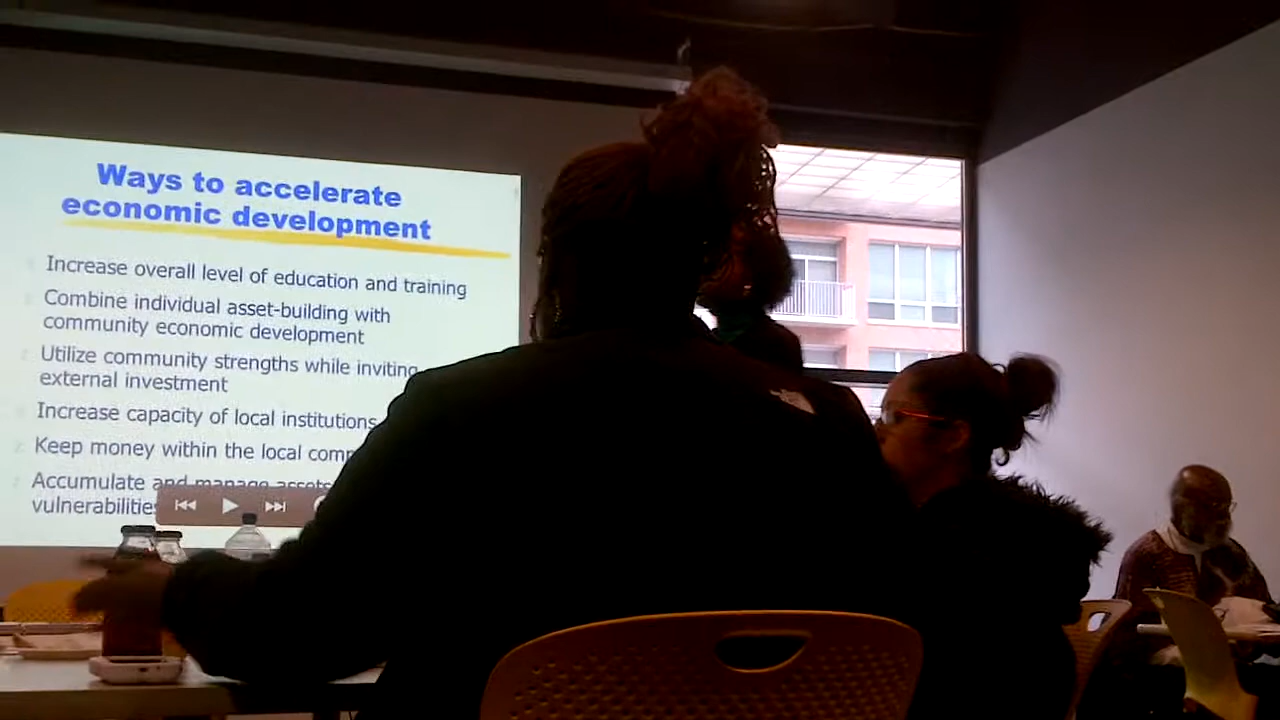 Ways to accelerate
economic development
Increase overall level of education and training
Combine individual asset-building with
community economic development
Utilize community strengths while inviting
external investment
Increase capacity of local institutions
Keep money within the local
Accumulate and manage assets
vulnerabilities